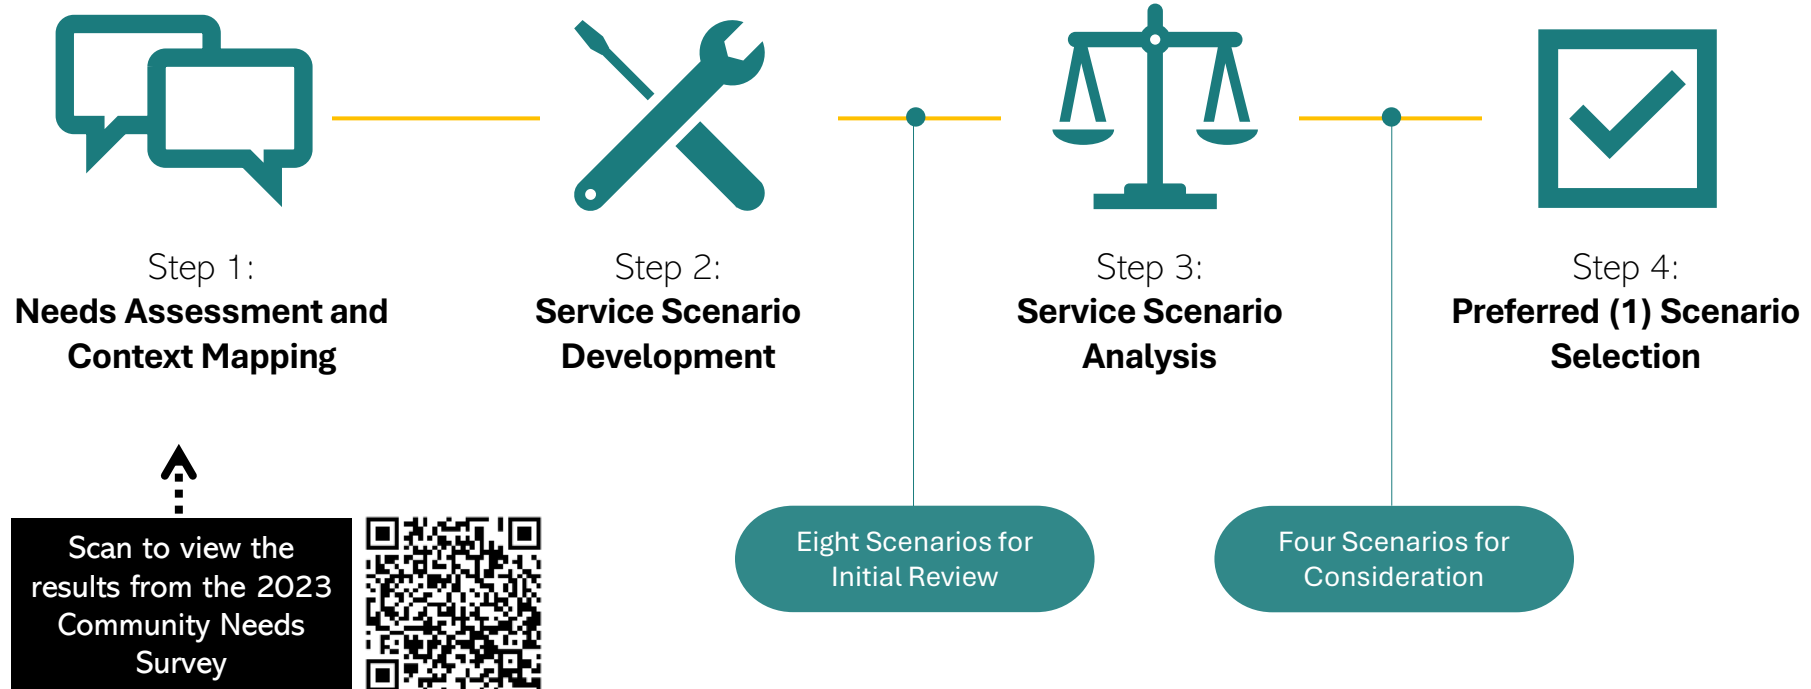 Step 1:
Needs Assessment and
Context Mapping
Step 2:
Service Scenario
Development
Step 3:
Service Scenario
Analysis
Step 4:
Preferred (1) Scenario
Selection
Scan to view the
results from the 2023
Community Needs
Survey
Eight Scenarios for
Initial Review
Four Scenarios for
Consideration